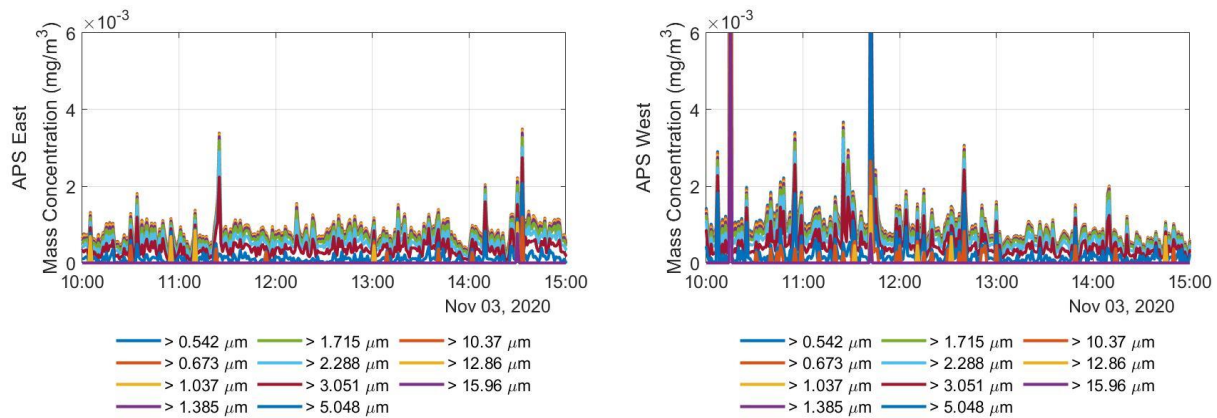 ×10⁻³
6
4
2
0
APS East
Mass Concentration (mg/m³)
10:00 11:00 12:00 13:00 14:00 15:00
Nov 03, 2020
> 0.542 μm > 1.715 μm > 10.37 μm
> 0.673 μm > 2.288 μm > 12.86 μm
> 1.037 μm > 3.051 μm > 15.96 μm
> 1.385 μm > 5.048 μm
×10⁻³
6
4
2
0
APS West
Mass Concentration (mg/m³)
10:00 11:00 12:00 13:00 14:00 15:00
Nov 03, 2020
> 0.542 μm > 1.715 μm > 10.37 μm
> 0.673 μm > 2.288 μm > 12.86 μm
> 1.037 μm > 3.051 μm > 15.96 μm
> 1.385 μm > 5.048 μm